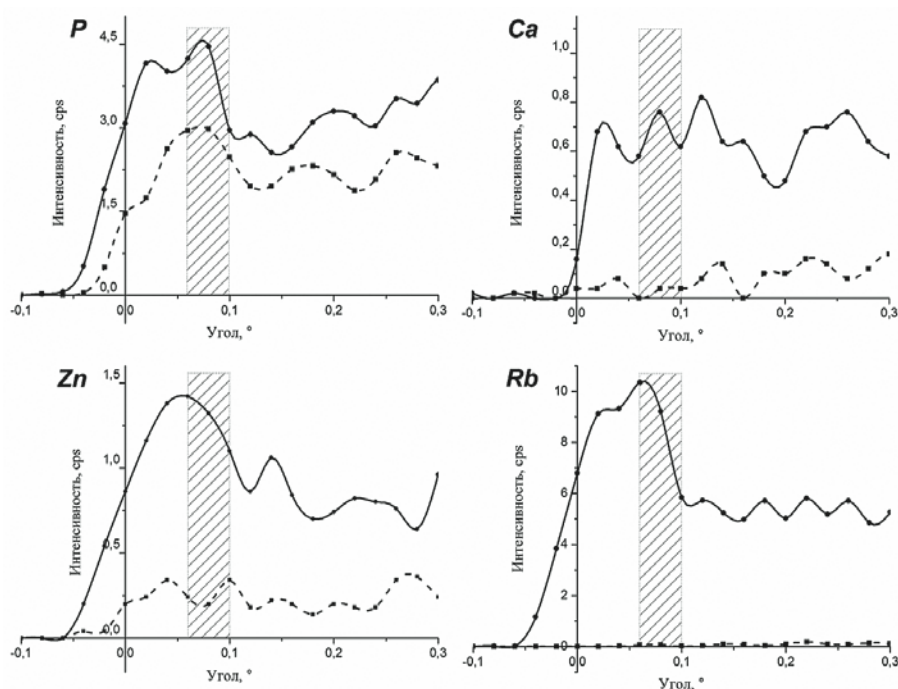 P
4,5
3,0
1,5
0,0
Интенсивность, cps
-0,1 0,0 0,1 0,2 0,3
Угол, °
Ca
1,0
0,8
0,6
0,4
0,2
0,0
Интенсивность, cps
-0,1 0,0 0,1 0,2 0,3
Угол, °
Zn
1,5
1,0
0,5
0,0
Интенсивность, cps
-0,1 0,0 0,1 0,2 0,3
Угол, °
Rb
10
8
6
4
2
0
Интенсивность, cps
-0,1 0,0 0,1 0,2 0,3
Угол, °